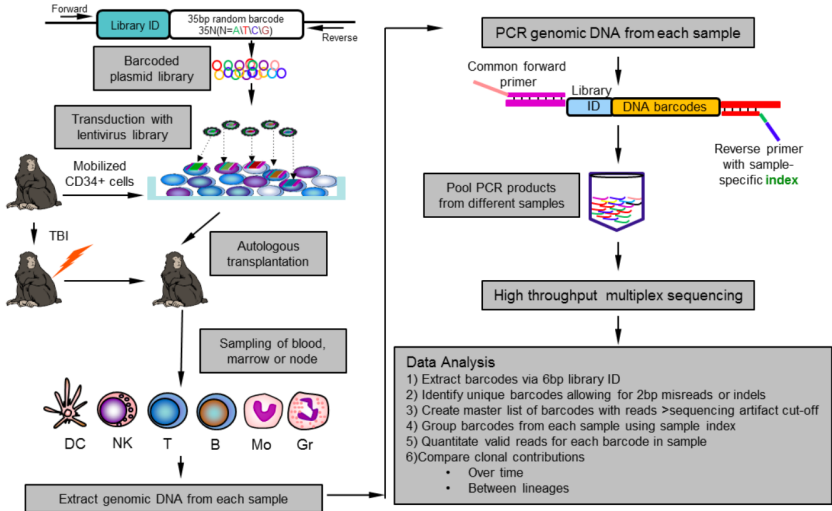 Forward
Library ID
35bp random barcode
35N(N=A\T\C\G)
Reverse
Barcoded
plasmid library
Transduction with
lentivirus library
Mobilized
CD34+ cells
TBI
Autologous
transplantation
Sampling of blood,
marrow or node
DC NK T B Mo Gr
Extract genomic DNA from each sample
PCR genomic DNA from each sample
Common forward
primer
Library
ID
DNA barcodes
Reverse primer
with sample-
specific index
Pool PCR products
from different samples
High throughput multiplex sequencing
Data Analysis
1) Extract barcodes via 6bp library ID
2) Identify unique barcodes allowing for 2bp misreads or indels
3) Create master list of barcodes with reads >sequencing artifact cut-off
4) Group barcodes from each sample using sample index
5) Quantitate valid reads for each barcode in sample
6)Compare clonal contributions
• Over time
• Between lineages